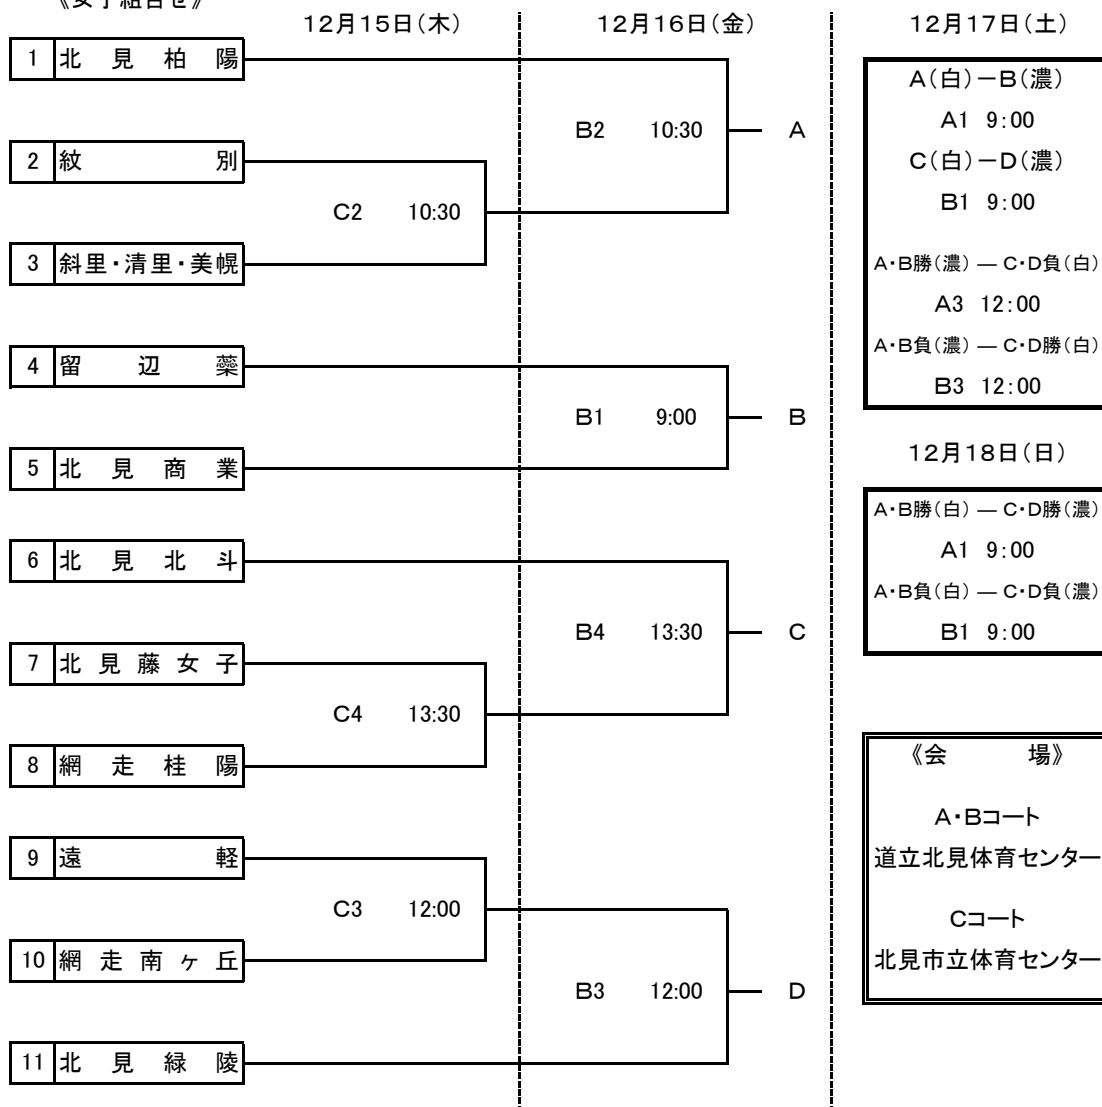 《女子組合せ》
12月15日(木)
12月16日(金)
12月17日(土)
1 北見柏陽
2 紋別
3 斜里・清里・美幌
4 留辺蘂
5 北見商業
6 北見北斗
7 北見藤女子
8 網走桂陽
9 遠軽
10 網走南ヶ丘
11 北見緑陵
C2 10:30
C4 13:30
C3 12:00
B2 10:30 A
B1 9:00 B
B4 13:30 C
B3 12:00 D
A(白)-B(濃)
A1 9:00
C(白)-D(濃)
B1 9:00
A・B勝(濃) ― C・D負(白)
A3 12:00
A・B負(濃) ― C・D勝(白)
B3 12:00
12月18日(日)
A・B勝(白) ― C・D勝(濃)
A1 9:00
A・B負(白) ― C・D負(濃)
B1 9:00
《会 場》
A・Bコート
道立北見体育センター
Cコート
北見市立体育センター